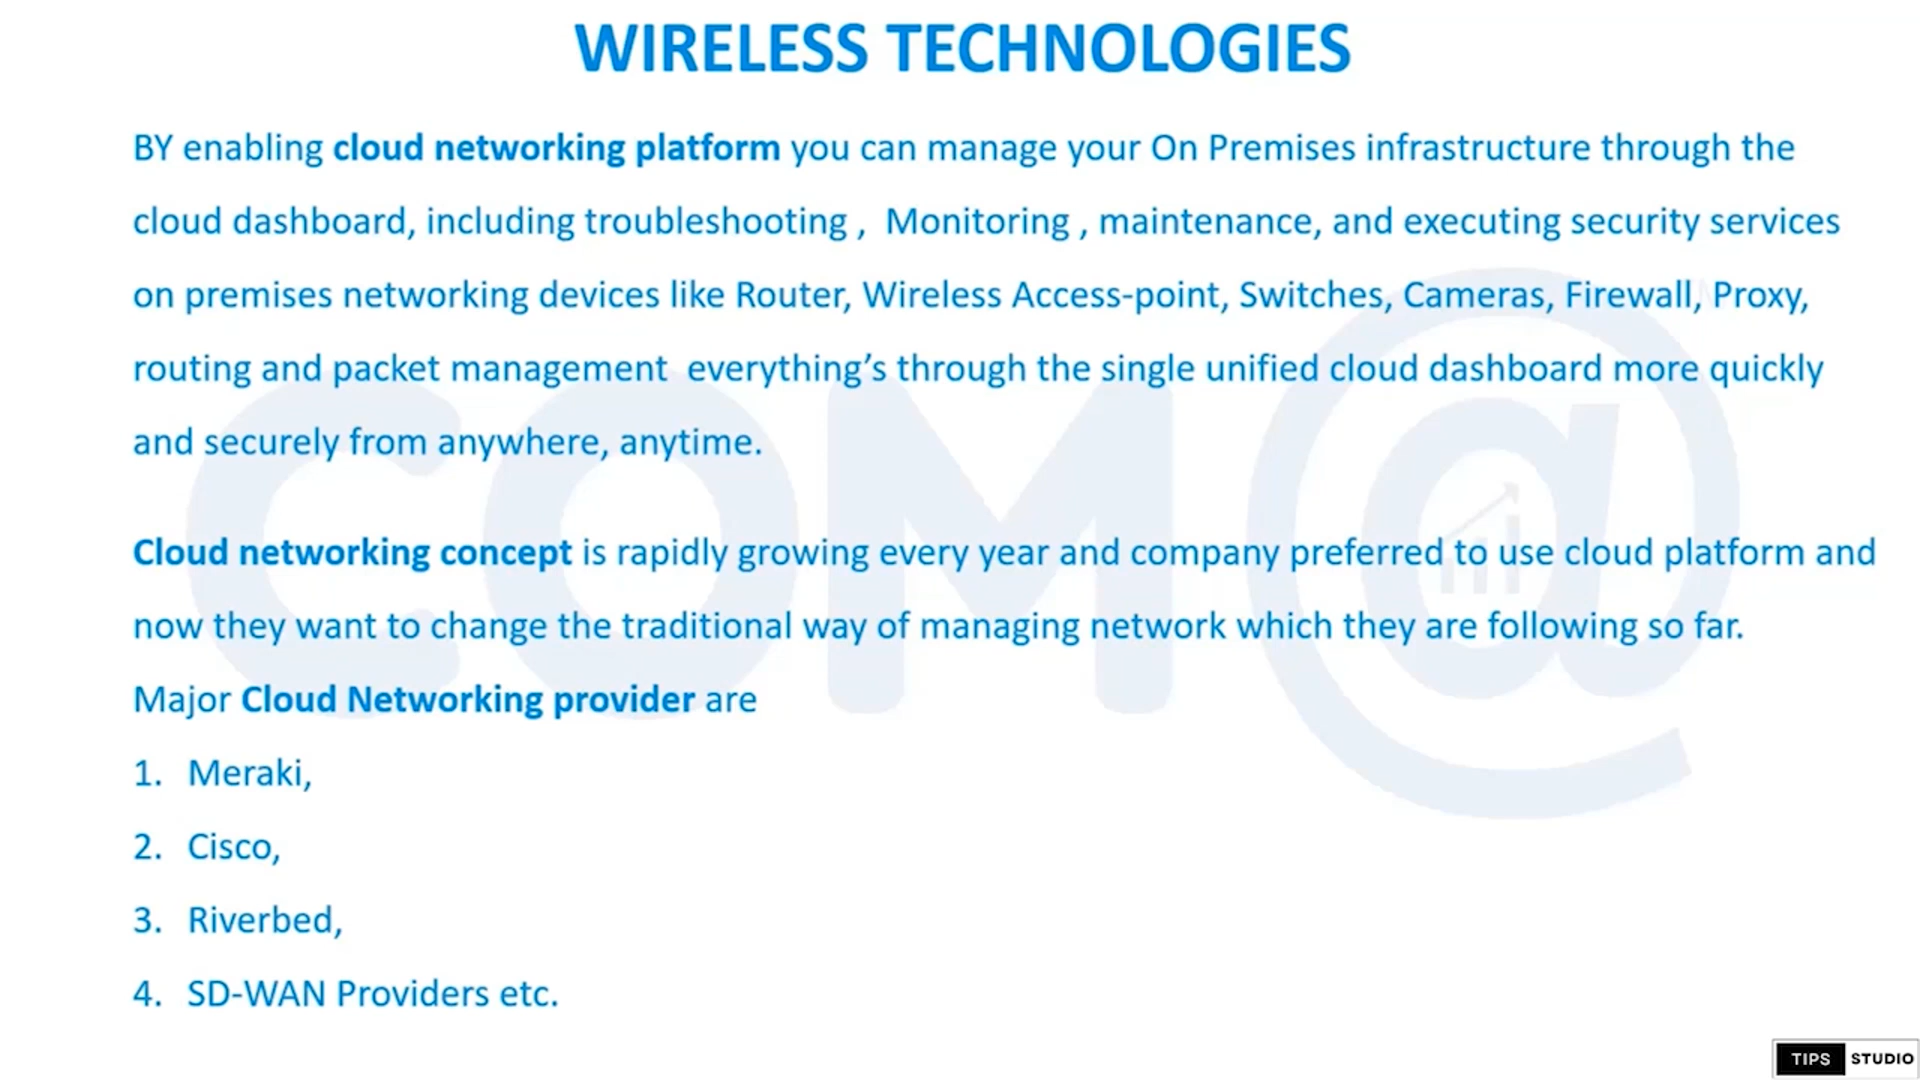 WIRELESS TECHNOLOGIES
BY enabling cloud networking platform you can manage your On Premises infrastructure through the
cloud dashboard, including troubleshooting ,  Monitoring , maintenance, and executing security services
on premises networking devices like Router, Wireless Access-point, Switches, Cameras, Firewall, Proxy,
routing and packet management  everything’s through the single unified cloud dashboard more quickly
and securely from anywhere, anytime.
Cloud networking concept is rapidly growing every year and company preferred to use cloud platform and
now they want to change the traditional way of managing network which they are following so far.
Major Cloud Networking provider are
1. Meraki,
2. Cisco,
3. Riverbed,
4. SD-WAN Providers etc.
COM@
TIPS STUDIO